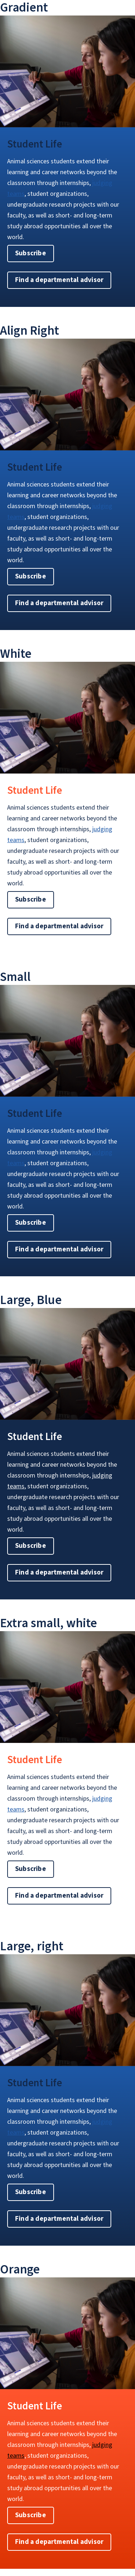 Gradient
Student Life
Animal sciences students extend their
learning and career networks beyond the
classroom through internships,
, student organizations,
undergraduate research projects with our
faculty, as well as short- and long-term
study abroad opportunities all over the
world.
Subscribe
Find a departmental advisor
Align Right
Student Life
Animal sciences students extend their
learning and career networks beyond the
classroom through internships,
, student organizations,
undergraduate research projects with our
faculty, as well as short- and long-term
study abroad opportunities all over the
world.
Subscribe
Find a departmental advisor
White
Student Life
Animal sciences students extend their
learning and career networks beyond the
classroom through internships, judging
teams, student organizations,
undergraduate research projects with our
faculty, as well as short- and long-term
study abroad opportunities all over the
world.
Subscribe
Find a departmental advisor
Small
Student Life
Animal sciences students extend their
learning and career networks beyond the
classroom through internships,
, student organizations,
undergraduate research projects with our
faculty, as well as short- and long-term
study abroad opportunities all over the
world.
Subscribe
Find a departmental advisor
Large, Blue
Student Life
Animal sciences students extend their
learning and career networks beyond the
classroom through internships, judging
teams, student organizations,
undergraduate research projects with our
faculty, as well as short- and long-term
study abroad opportunities all over the
world.
Subscribe
Find a departmental advisor
Extra small, white
Student Life
Animal sciences students extend their
learning and career networks beyond the
classroom through internships, judging
teams, student organizations,
undergraduate research projects with our
faculty, as well as short- and long-term
study abroad opportunities all over the
world.
Subscribe
Find a departmental advisor
Large, right
Student Life
Animal sciences students extend their
learning and career networks beyond the
classroom through internships,
, student organizations,
undergraduate research projects with our
faculty, as well as short- and long-term
study abroad opportunities all over the
world.
Subscribe
Find a departmental advisor
Orange
Student Life
Animal sciences students extend their
learning and career networks beyond the
classroom through internships, judging
teams, student organizations,
undergraduate research projects with our
faculty, as well as short- and long-term
study abroad opportunities all over the
world.
Subscribe
Find a departmental advisor